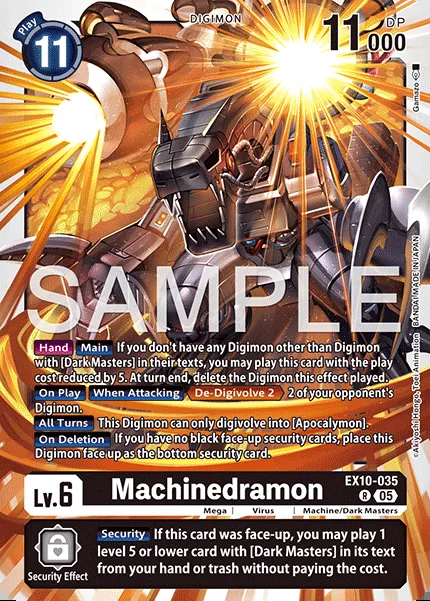 Play
11
DIGIMON
11000 DP
Gamazo
SAMPLE
©Akiyoshi Hongo, Toei Animation BANDAI MADE IN JAPAN
Hand Main If you don't have any Digimon other than Digimon
with [Dark Masters] in their texts, you may play this card with the play
cost reduced by 5. At turn end, delete the Digimon this effect played.
On Play When Attacking De-Digivolve 2 2 of your opponent's
Digimon.
All Turns This Digimon can only digivolve into [Apocalymon].
On Deletion If you have no black face-up security cards, place this
Digimon face up as the bottom security card.
Lv.6
Machinedramon
EX10-035
R 05
Mega Virus Machine/Dark Masters
Security If this card was face-up, you may play 1
level 5 or lower card with [Dark Masters] in its text
from your hand or trash without paying the cost.
Security Effect